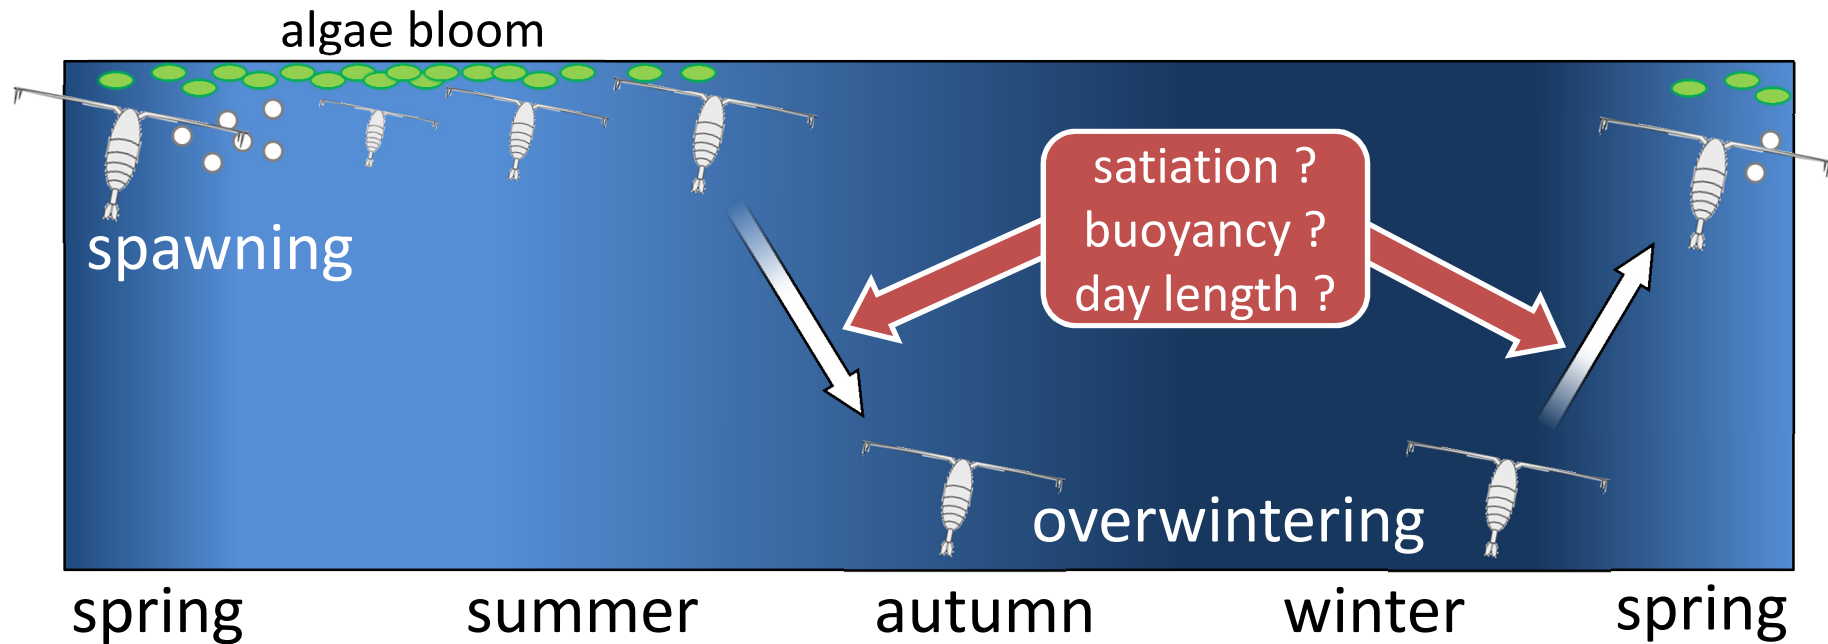 algae bloom
spawning
satiation ?
buoyancy ?
day length ?
overwintering
spring
summer
autumn
winter
spring